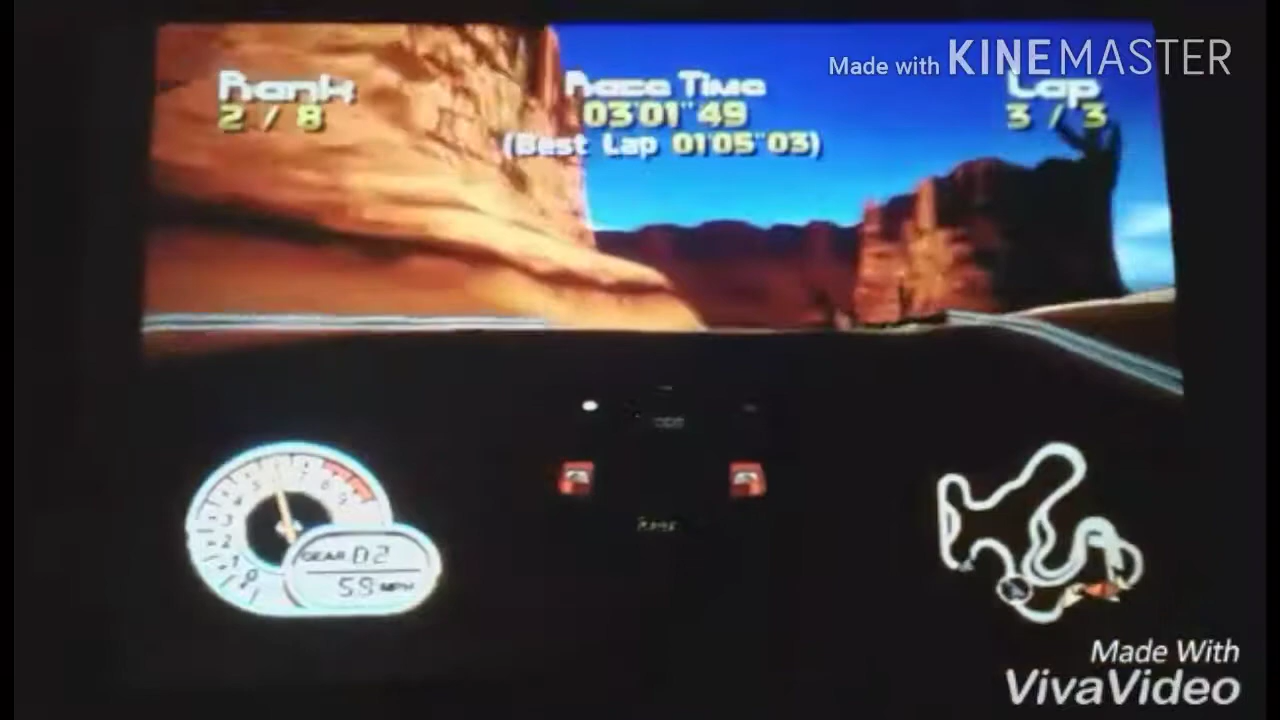 Made with KINEMASTER
Rank
2 / 8
Race Time
03'01"49
(Best Lap 01'05"03)
Lap
3 / 3
GEAR D2
59 MPH
Made With
VivaVideo